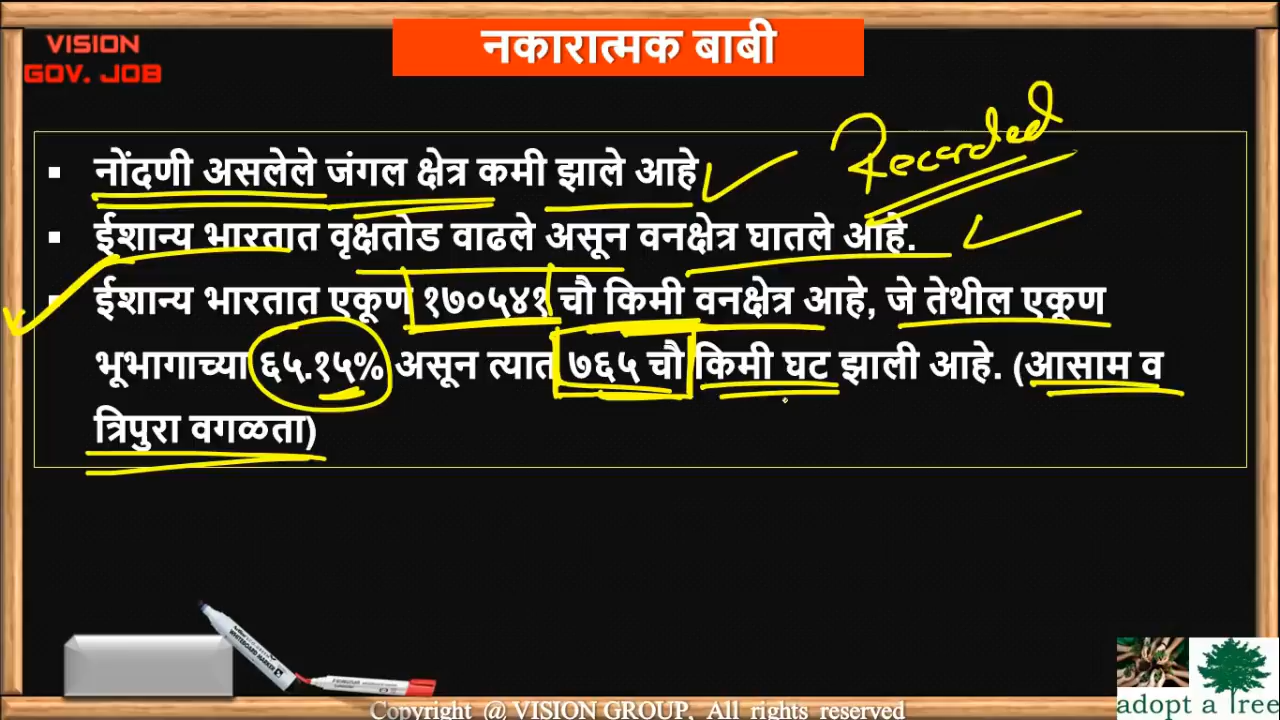 VISION
GOV. JOB
नकारात्मक बाबी
Recorded
▪ नोंदणी असलेले जंगल क्षेत्र कमी झाले आहे
▪ ईशान्य भारतात वृक्षतोड वाढले असून वनक्षेत्र घातले आहे.
▪ ईशान्य भारतात एकूण १७०५४१ चौ किमी वनक्षेत्र आहे, जे तेथील एकूण
भूभागाच्या ६५.१५% असून त्यात ७६५ चौ किमी घट झाली आहे. (आसाम व
त्रिपुरा वगळता)
WHITEBOARD MARKER
adopt a Tree
Copyright @ VISION GROUP, All rights reserved